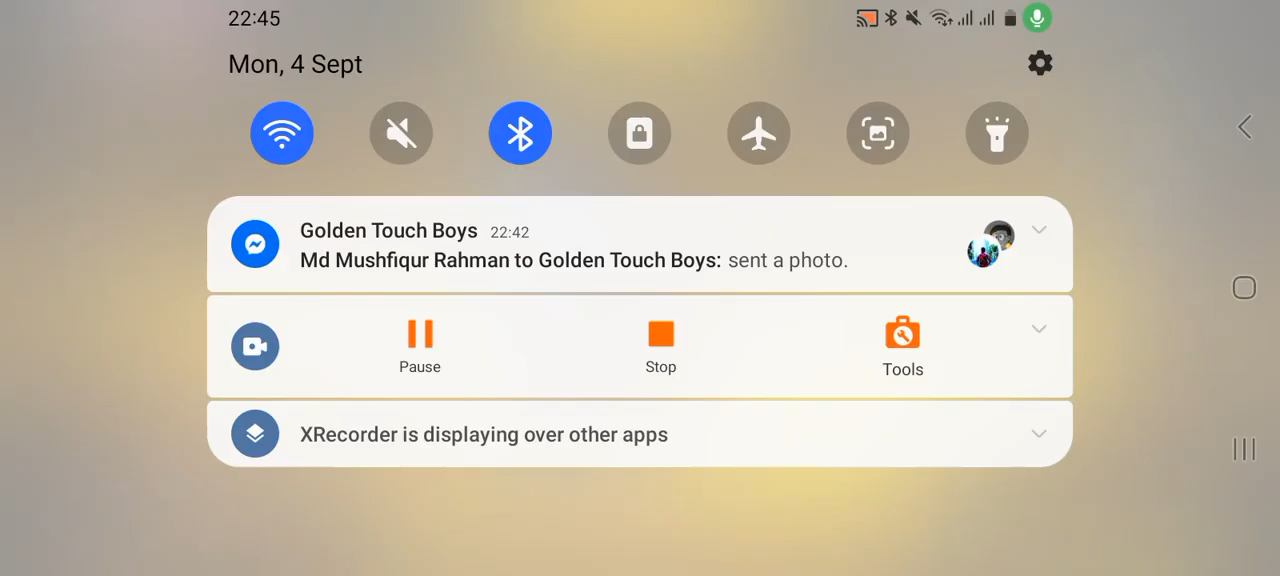 22:45
Mon, 4 Sept
Golden Touch Boys 22:42
Md Mushfiqur Rahman to Golden Touch Boys: sent a photo.
Pause Stop Tools
XRecorder is displaying over other apps